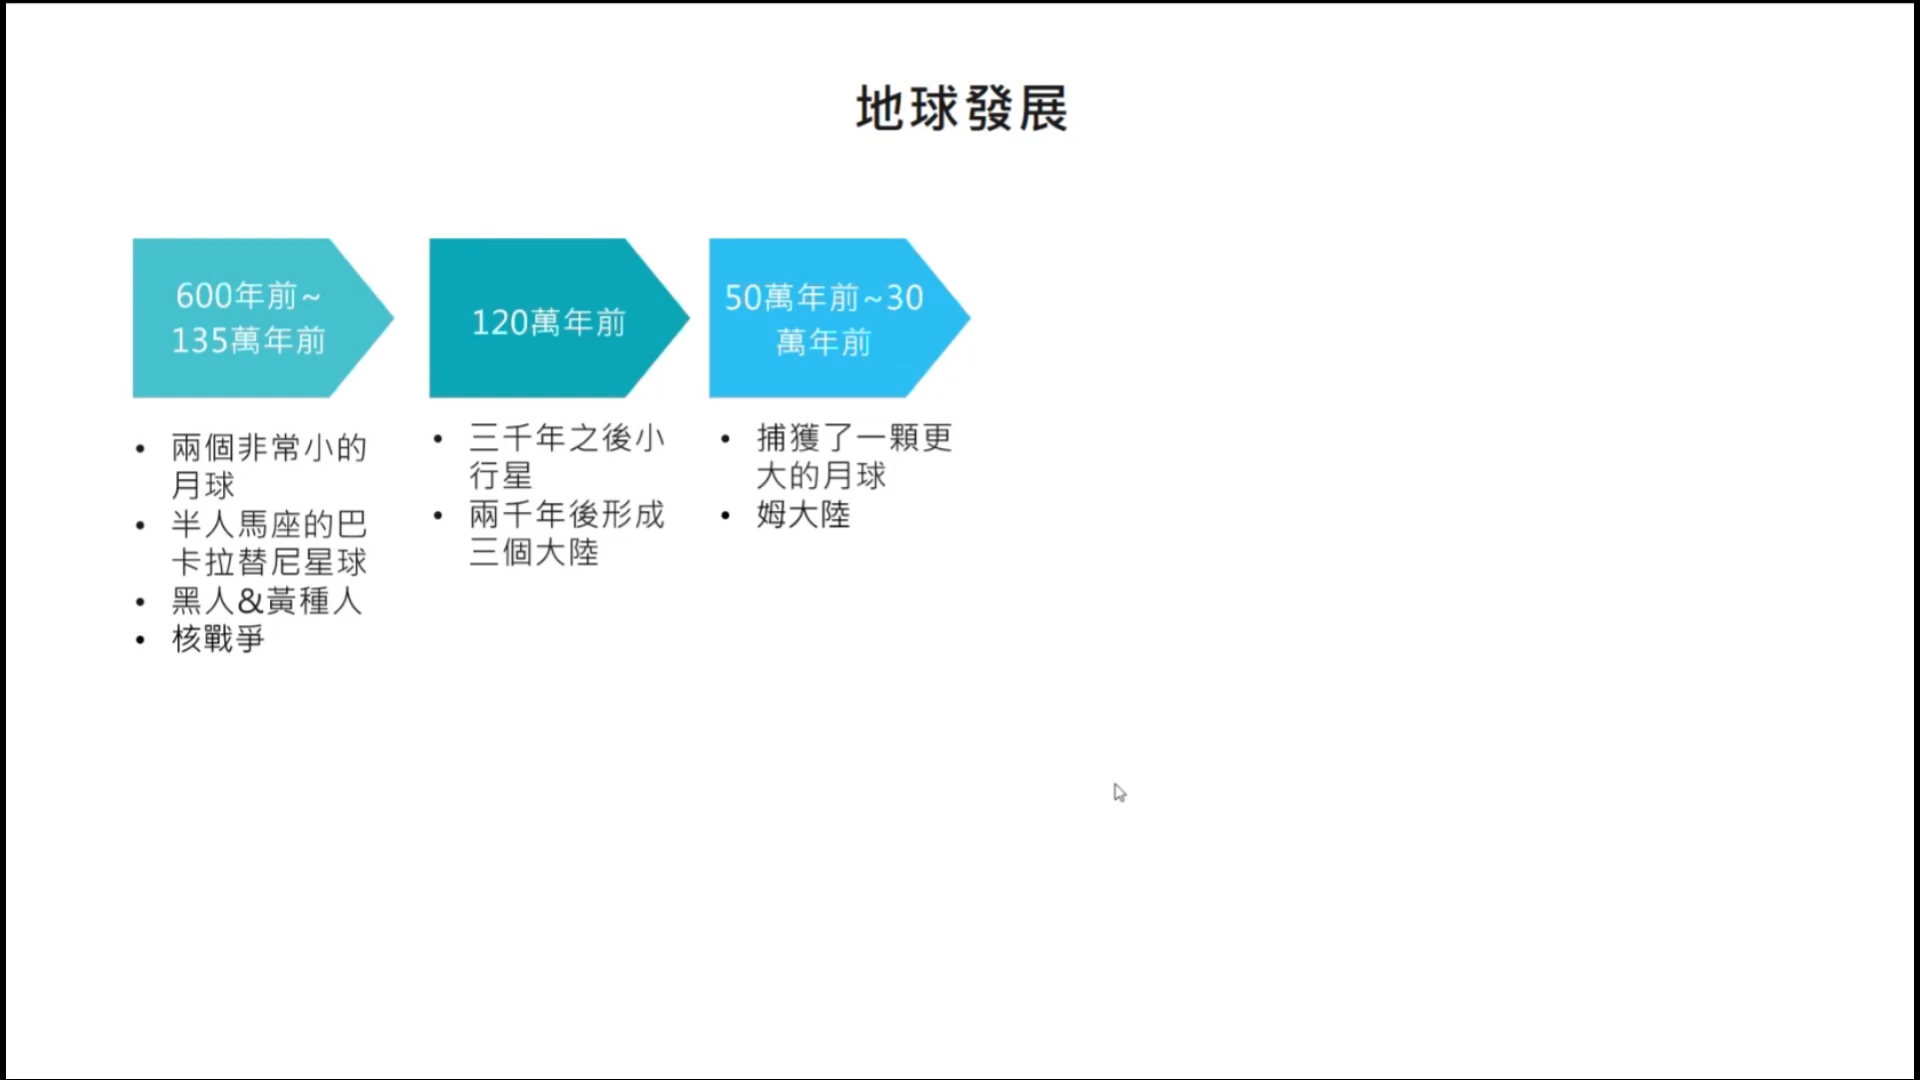 地球發展
600年前~
135萬年前
• 兩個非常小的
月球
• 半人馬座的巴
卡拉替尼星球
• 黑人&黃種人
• 核戰爭
120萬年前
• 三千年之後小
行星
• 兩千年後形成
三個大陸
50萬年前~30
萬年前
• 捕獲了一顆更
大的月球
• 姆大陸